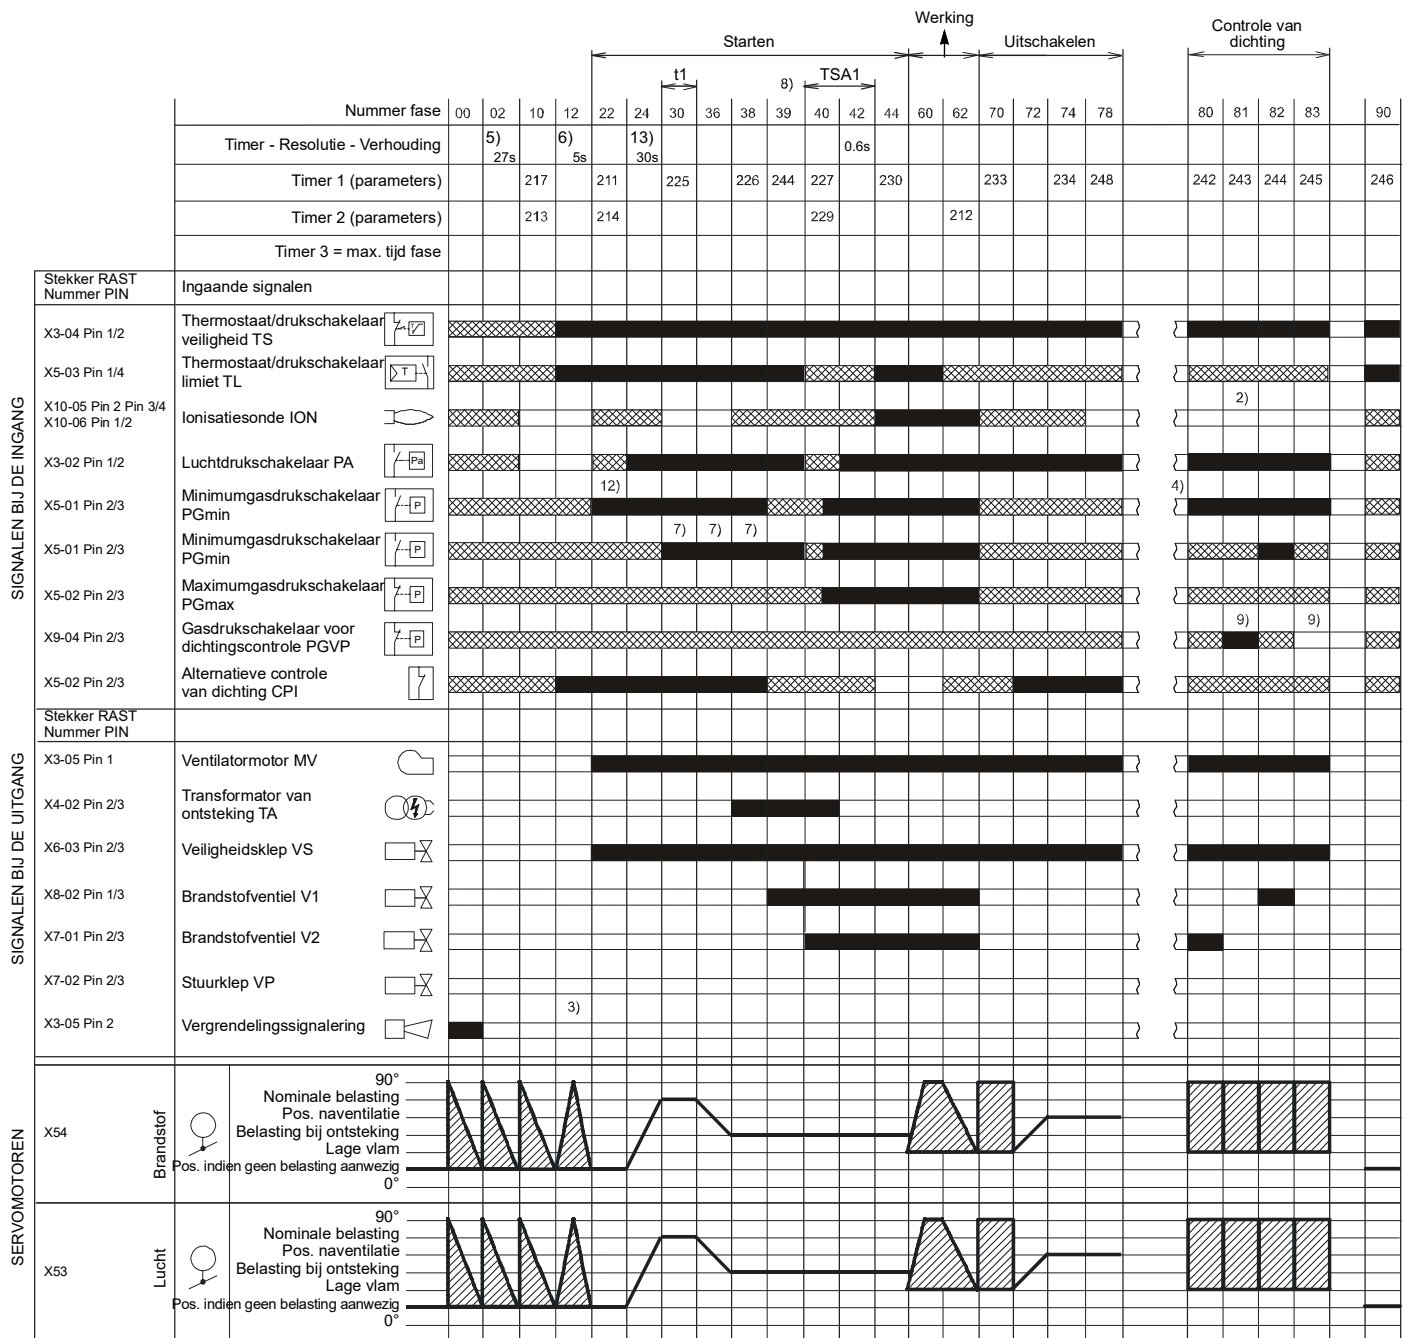 Werking
Starten
Uitschakelen
Controle van
dichting
t1
8)
TSA1
Nummer fase 00 02 10 12 22 24 30 36 38 39 40 42 44 60 62 70 72 74 78 80 81 82 83 90
Timer - Resolutie - Verhouding 5) 27s 6) 5s 13) 30s 0.6s
Timer 1 (parameters) 217 211 225 226 244 227 230 233 234 248 242 243 244 245 246
Timer 2 (parameters) 213 214 229 212
Timer 3 = max. tijd fase
Stekker RAST
Nummer PIN
Ingaande signalen
SIGNALEN BIJ DE INGANG
X3-04 Pin 1/2
Thermostaat/drukschakelaar
veiligheid TS
X5-03 Pin 1/4
Thermostaat/drukschakelaar
limiet TL
T
2)
X10-05 Pin 2 Pin 3/4
X10-06 Pin 1/2
Ionisatiesonde ION
X3-02 Pin 1/2
Luchtdrukschakelaar PA
Pa
12)
4)
X5-01 Pin 2/3
Minimumgasdrukschakelaar
PGmin
P
7) 7) 7)
X5-01 Pin 2/3
Minimumgasdrukschakelaar
PGmin
P
X5-02 Pin 2/3
Maximumgasdrukschakelaar
PGmax
P
9) 9)
X9-04 Pin 2/3
Gasdrukschakelaar voor
dichtingscontrole PGVP
P
X5-02 Pin 2/3
Alternatieve controle
van dichting CPI
Stekker RAST
Nummer PIN
SIGNALEN BIJ DE UITGANG
X3-05 Pin 1
Ventilatormotor MV
X4-02 Pin 2/3
Transformator van
ontsteking TA
X6-03 Pin 2/3
Veiligheidsklep VS
X8-02 Pin 1/3
Brandstofventiel V1
X7-01 Pin 2/3
Brandstofventiel V2
X7-02 Pin 2/3
Stuurklep VP
3)
X3-05 Pin 2
Vergrendelingssignalering
SERVOMOTOREN
X54
Brandstof
90°
Nominale belasting
Pos. naventilatie
Belasting bij ontsteking
Lage vlam
Pos. indien geen belasting aanwezig
0°
X53
Lucht
90°
Nominale belasting
Pos. naventilatie
Belasting bij ontsteking
Lage vlam
Pos. indien geen belasting aanwezig
0°